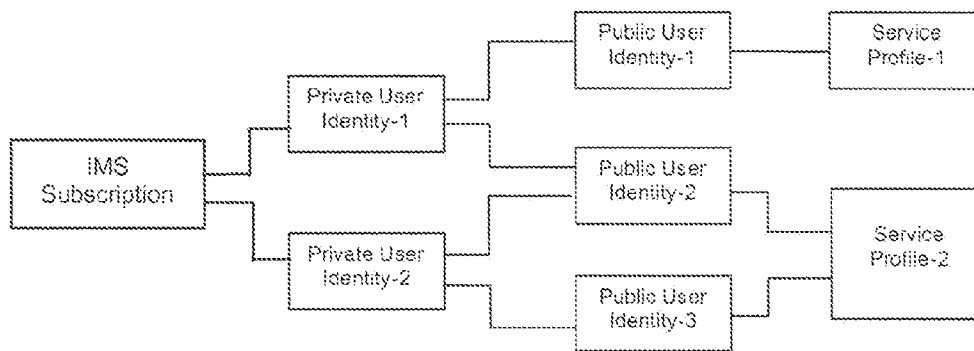 IMS
Subscription
Private User
Identity-1
Private User
Identity-2
Public User
Identity-1
Public User
Identity-2
Public User
Identity-3
Service
Profile-1
Service
Profile-2